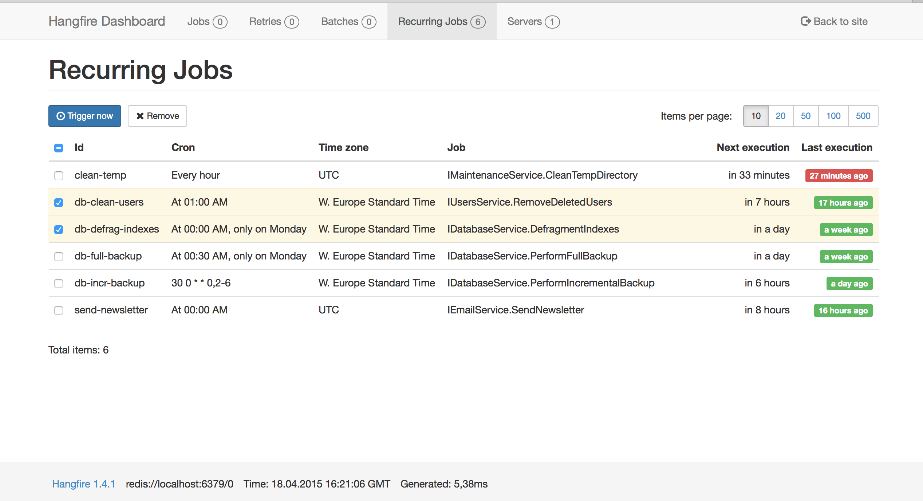 Hangfire Dashboard Jobs 0 Retries 0 Batches 0 Recurring Jobs 6 Servers 1 Back to site
Recurring Jobs
Trigger now Remove Items per page: 10 20 50 100 500
Id Cron Time zone Job Next execution Last execution
clean-temp Every hour UTC IMaintenanceService.CleanTempDirectory in 33 minutes 27 minutes ago
db-clean-users At 01:00 AM W. Europe Standard Time IUsersService.RemoveDeletedUsers in 7 hours 17 hours ago
db-defrag-indexes At 00:00 AM, only on Monday W. Europe Standard Time IDatabaseService.DefragmentIndexes in a day a week ago
db-full-backup At 00:30 AM, only on Monday W. Europe Standard Time IDatabaseService.PerformFullBackup in a day a week ago
db-incr-backup 30 0 * * 0,2-6 W. Europe Standard Time IDatabaseService.PerformIncrementalBackup in 6 hours a day ago
send-newsletter At 00:00 AM UTC IEmailService.SendNewsletter in 8 hours 16 hours ago
Total items: 6
Hangfire 1.4.1 redis://localhost:6379/0 Time: 18.04.2015 16:21:06 GMT Generated: 5,38ms